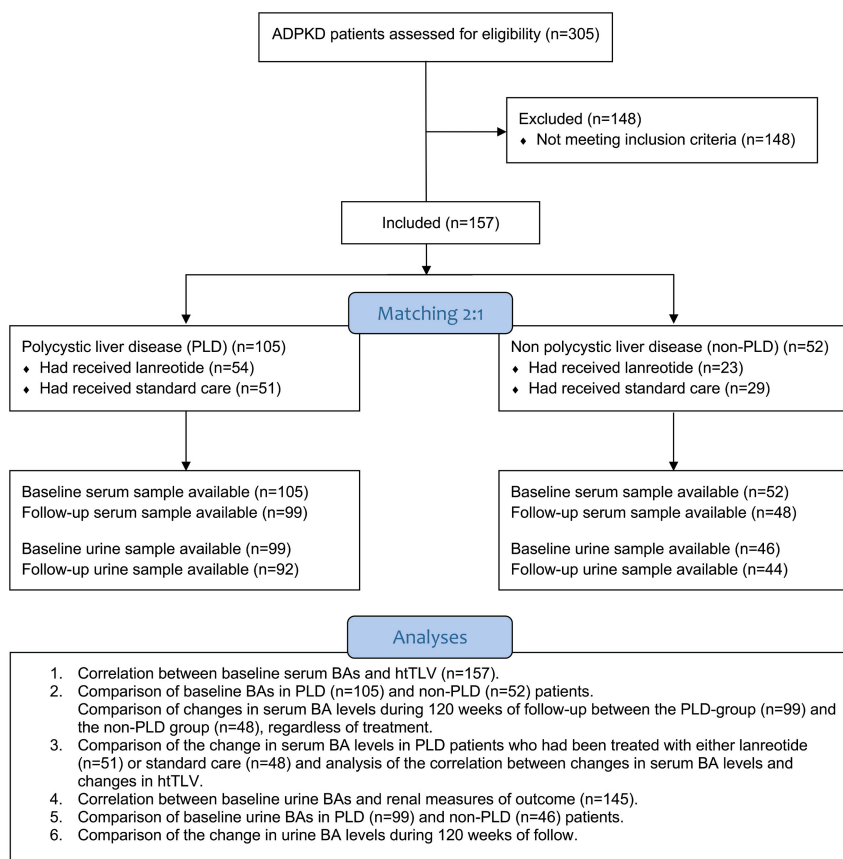 ADPKD patients assessed for eligibility (n=305)
Excluded (n=148)
♦ Not meeting inclusion criteria (n=148)
Included (n=157)
Matching 2:1
Polycystic liver disease (PLD) (n=105)
♦ Had received lanreotide (n=54)
♦ Had received standard care (n=51)
Non polycystic liver disease (non-PLD) (n=52)
♦ Had received lanreotide (n=23)
♦ Had received standard care (n=29)
Baseline serum sample available (n=105)
Follow-up serum sample available (n=99)
Baseline urine sample available (n=99)
Follow-up urine sample available (n=92)
Baseline serum sample available (n=52)
Follow-up serum sample available (n=48)
Baseline urine sample available (n=46)
Follow-up urine sample available (n=44)
Analyses
1. Correlation between baseline serum BAs and htTLV (n=157).
2. Comparison of baseline BAs in PLD (n=105) and non-PLD (n=52) patients.
Comparison of changes in serum BA levels during 120 weeks of follow-up between the PLD-group (n=99) and
the non-PLD group (n=48), regardless of treatment.
3. Comparison of the change in serum BA levels in PLD patients who had been treated with either lanreotide
(n=51) or standard care (n=48) and analysis of the correlation between changes in serum BA levels and
changes in htTLV.
4. Correlation between baseline urine BAs and renal measures of outcome (n=145).
5. Comparison of baseline urine BAs in PLD (n=99) and non-PLD (n=46) patients.
6. Comparison of the change in urine BA levels during 120 weeks of follow.